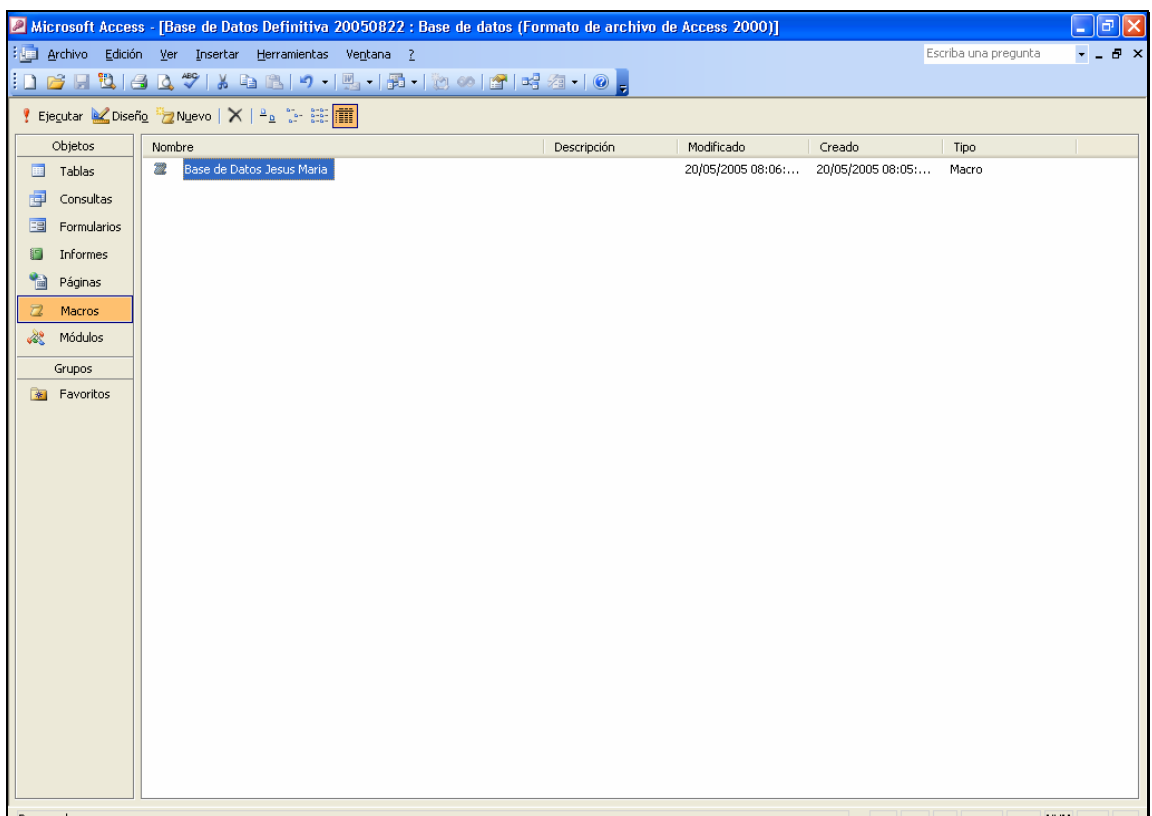 Microsoft Access - [Base de Datos Definitiva 20050822 : Base de datos (Formato de archivo de Access 2000)]
Archivo Edición Ver Insertar Herramientas Ventana ? Escriba una pregunta
Ejecutar Diseño Nuevo
Objetos Nombre Descripción Modificado Creado Tipo
Tablas Base de Datos Jesus Maria 20/05/2005 08:06:... 20/05/2005 08:05:... Macro
Consultas
Formularios
Informes
Páginas
Macros
Módulos
Grupos
Favoritos